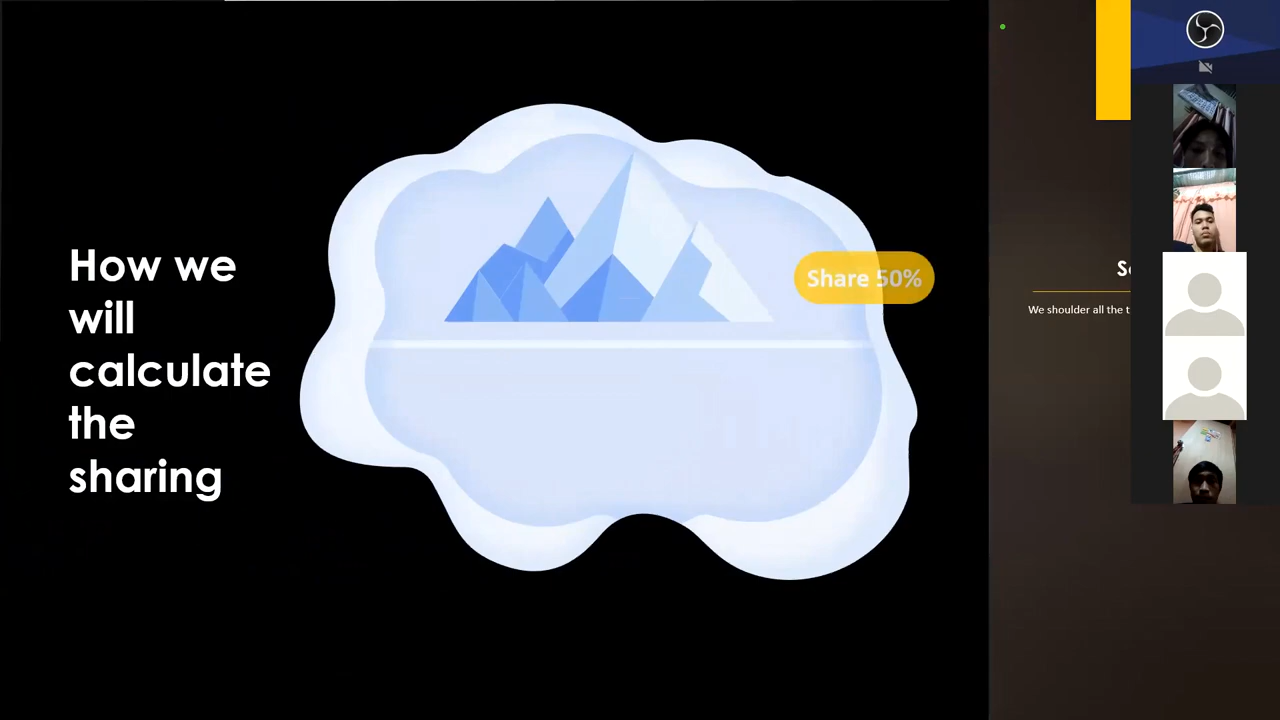 How we
will
calculate
the
sharing
Share 50%
We shoulder all the